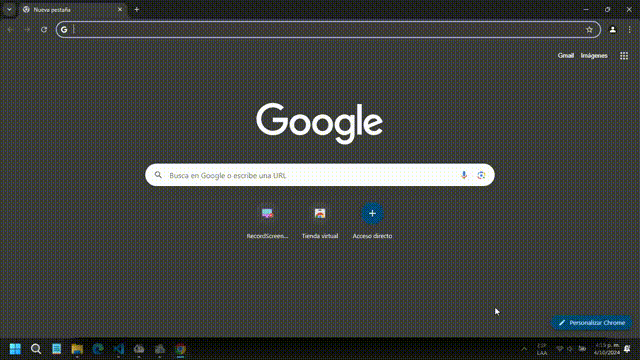 Nueva pestaña
Gmail Imágenes
Google
Busca en Google o escribe una URL
RecordScreen... Tienda virtual Acceso directo
Personalizar Chrome
ESP
LAA
4/10/2024